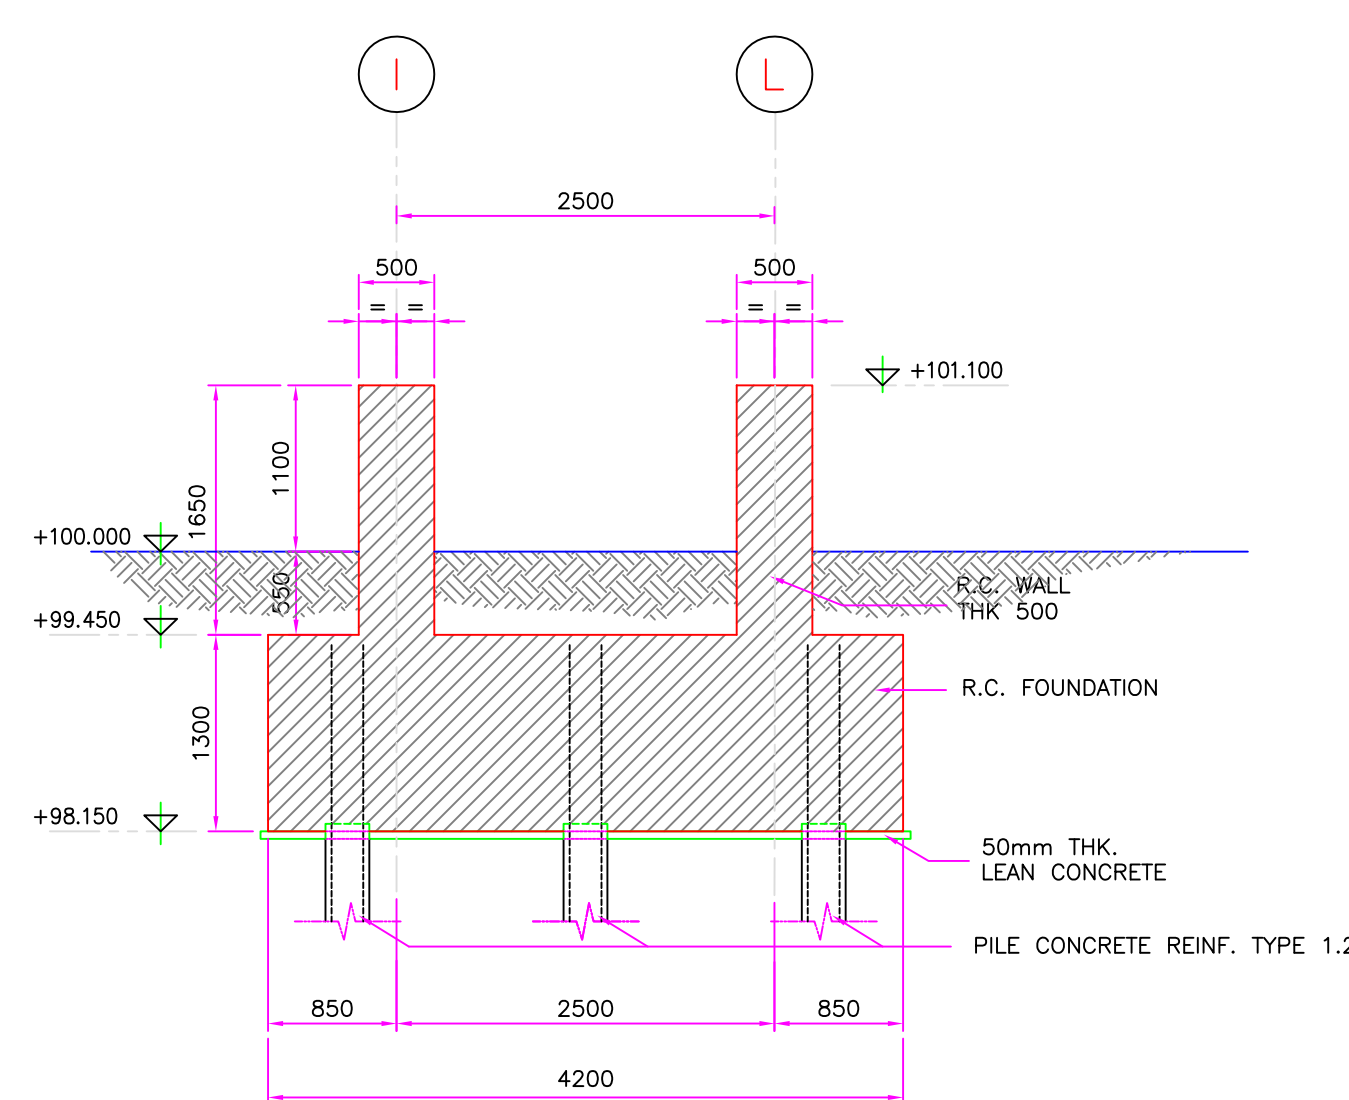 I
L
2500
500
500
= =
= =
+101.100
1100
1650
+100.000
550
R.C. WALL
THK 500
+99.450
R.C. FOUNDATION
1300
+98.150
50mm THK.
LEAN CONCRETE
PILE CONCRETE REINF. TYPE 1.2
850
2500
850
4200